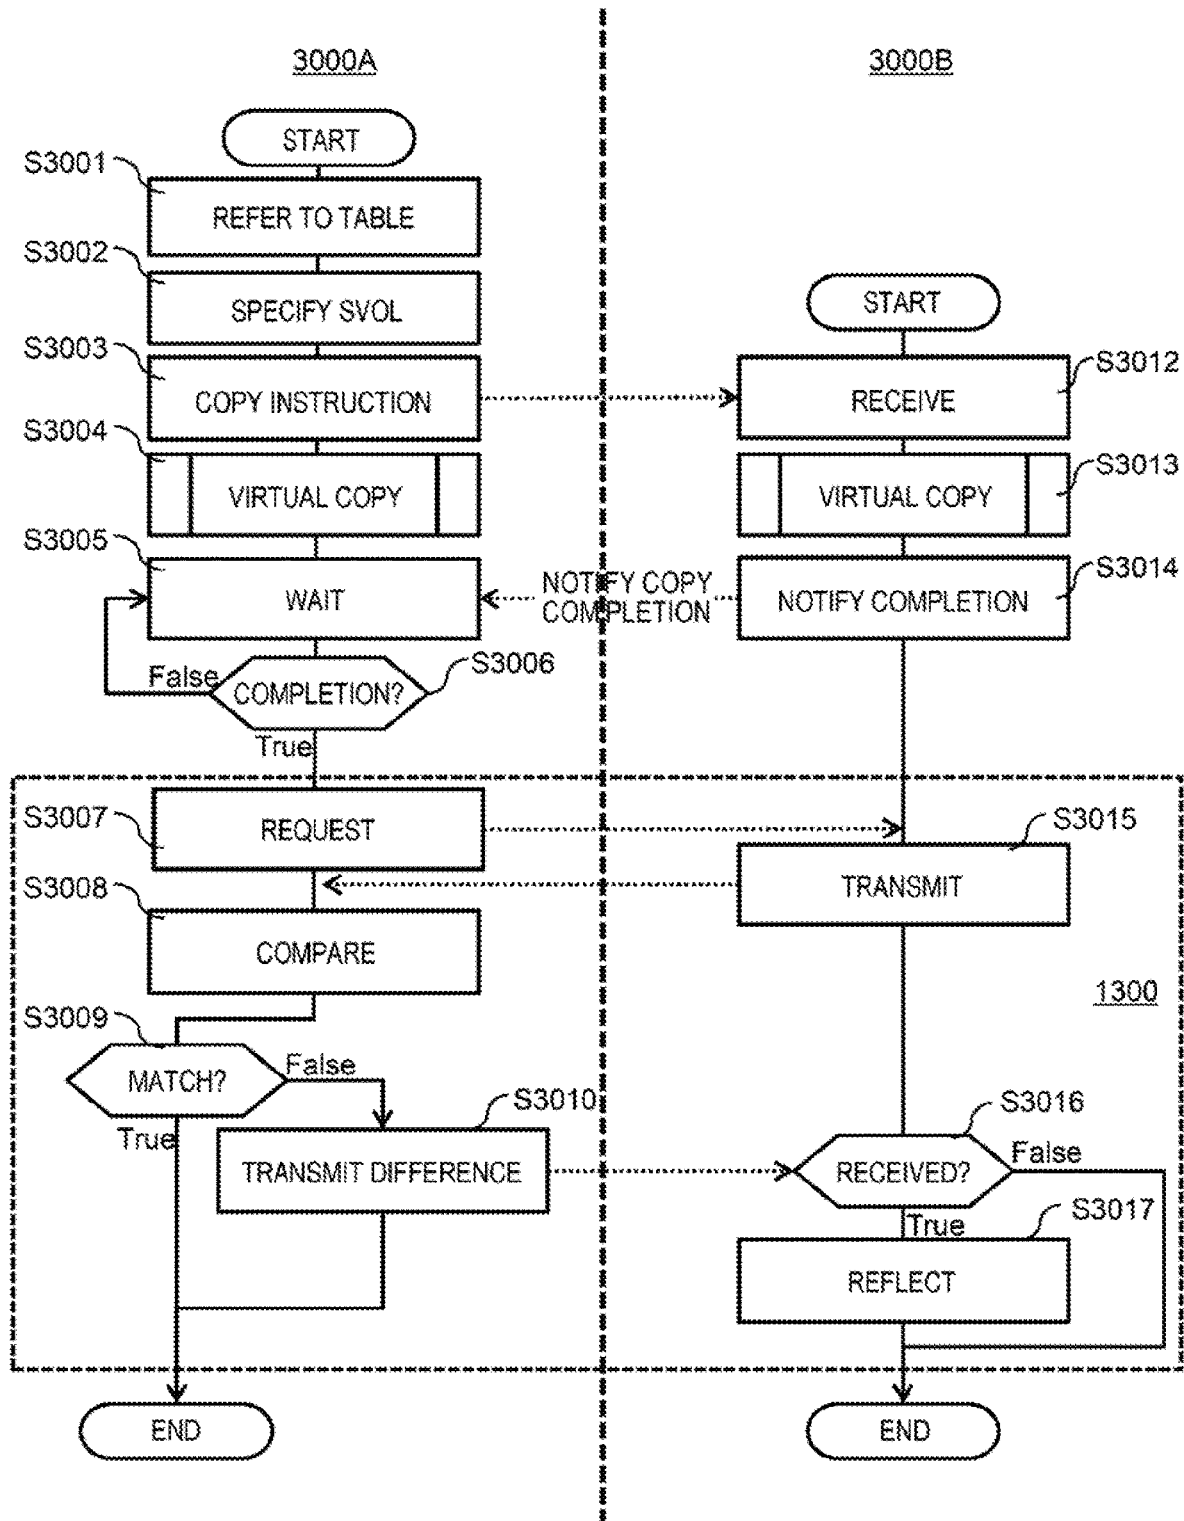 3000A
3000B
START
S3001
REFER TO TABLE
S3002
SPECIFY SVOL
START
S3003
COPY INSTRUCTION
S3012
RECEIVE
S3004
VIRTUAL COPY
S3013
VIRTUAL COPY
S3005
WAIT
NOTIFY COPY
COMPLETION
S3014
NOTIFY COMPLETION
S3006
False
COMPLETION?
True
S3007
REQUEST
S3015
TRANSMIT
S3008
COMPARE
1300
S3009
MATCH?
False
True
S3010
TRANSMIT DIFFERENCE
S3016
RECEIVED?
False
True
S3017
REFLECT
END
END